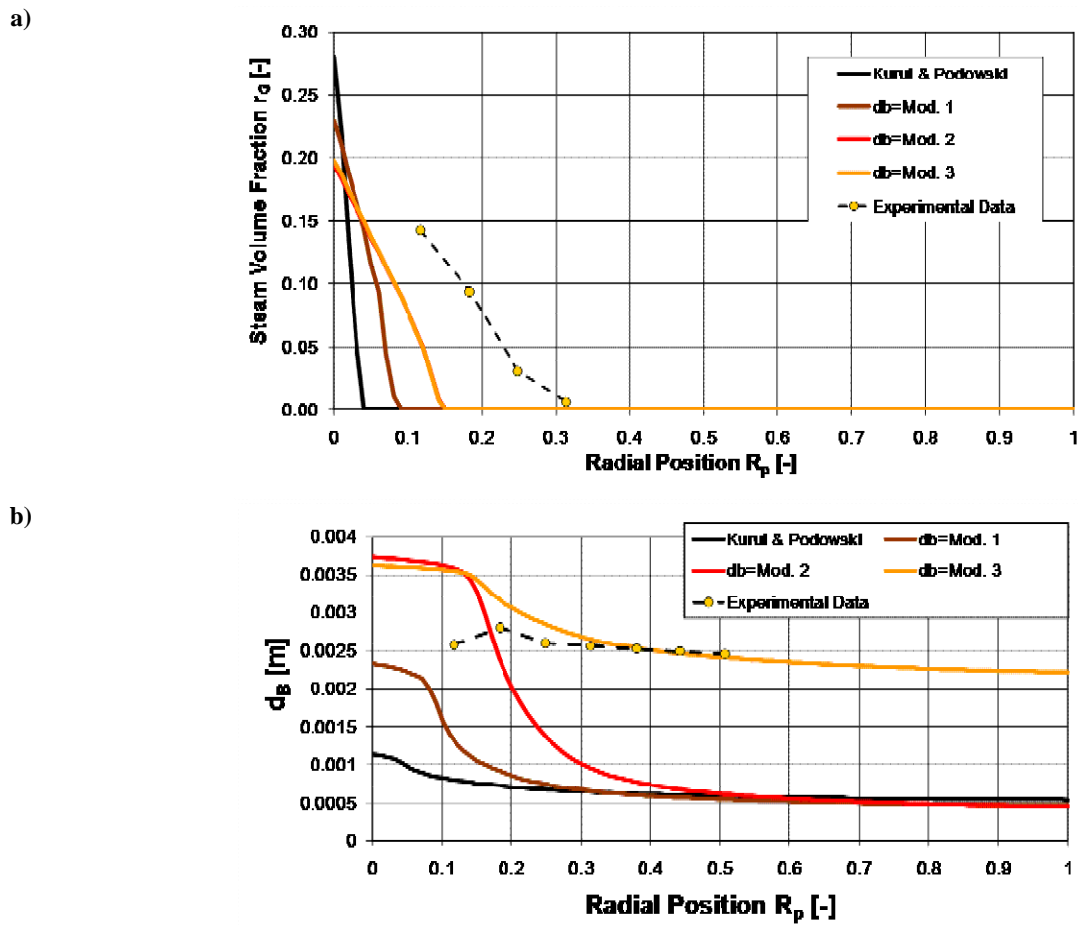 a)
0.30
0.25
0.20
0.15
0.10
0.05
0.00
Steam Volume Fraction r_G [-]
Kurul & Podowski
db=Mod. 1
db=Mod. 2
db=Mod. 3
Experimental Data
0 0.1 0.2 0.3 0.4 0.5 0.6 0.7 0.8 0.9 1
Radial Position R_p [-]
b)
0.004
0.0035
0.003
0.0025
0.002
0.0015
0.001
0.0005
0
d_B [m]
Kurul & Podowski db=Mod. 1
db=Mod. 2 db=Mod. 3
Experimental Data
0 0.1 0.2 0.3 0.4 0.5 0.6 0.7 0.8 0.9 1
Radial Position R_p [-]